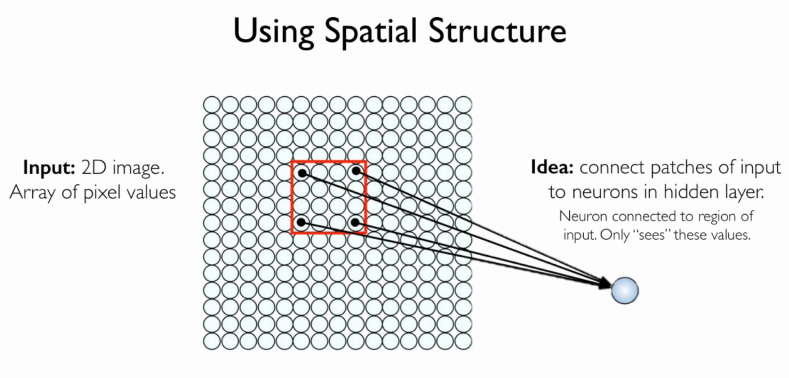 Using Spatial Structure
Input: 2D image.
Array of pixel values
Idea: connect patches of input
to neurons in hidden layer.
Neuron connected to region of
input. Only “sees” these values.